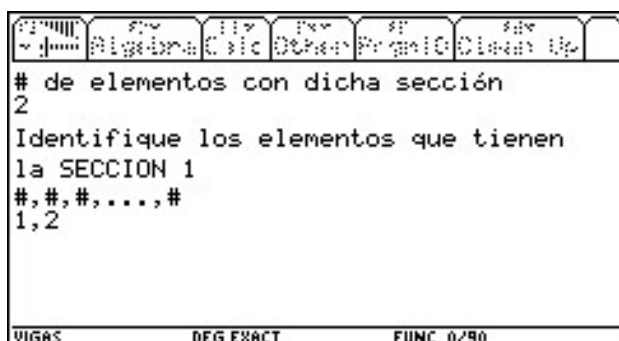 Algebra Calc Other PrgmIO Clean Up
# de elementos con dicha sección
2
Identifique los elementos que tienen
la SECCION 1
#,#,#,...,#
1,2
VIGAS DEG EXACT FUNC 0/90